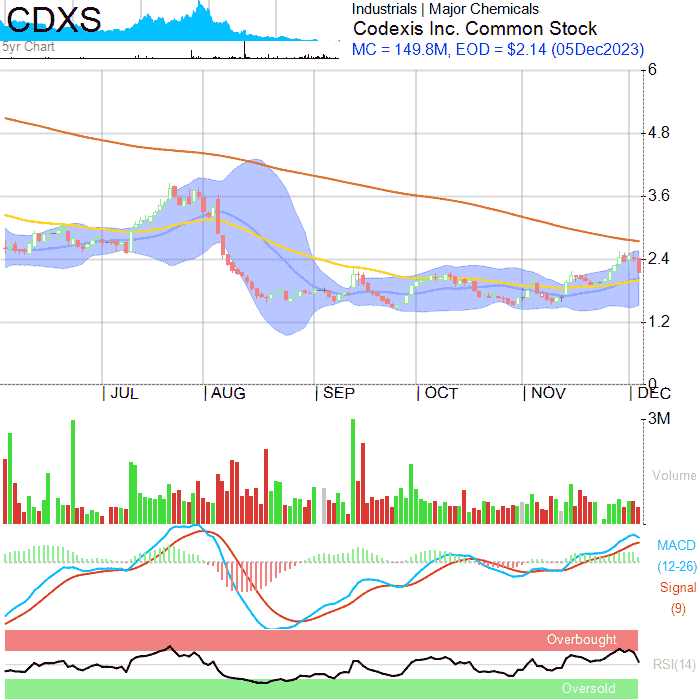 CDXS
5yr Chart
Industrials | Major Chemicals
Codexis Inc. Common Stock
MC = 149.8M, EOD = $2.14 (05Dec2023)
6
4.8
3.6
2.4
1.2
0
| JUL | AUG | SEP | OCT | NOV | DEC
3M
Volume
MACD
(12-26)
Signal
(9)
Overbought
RSI(14)
Oversold